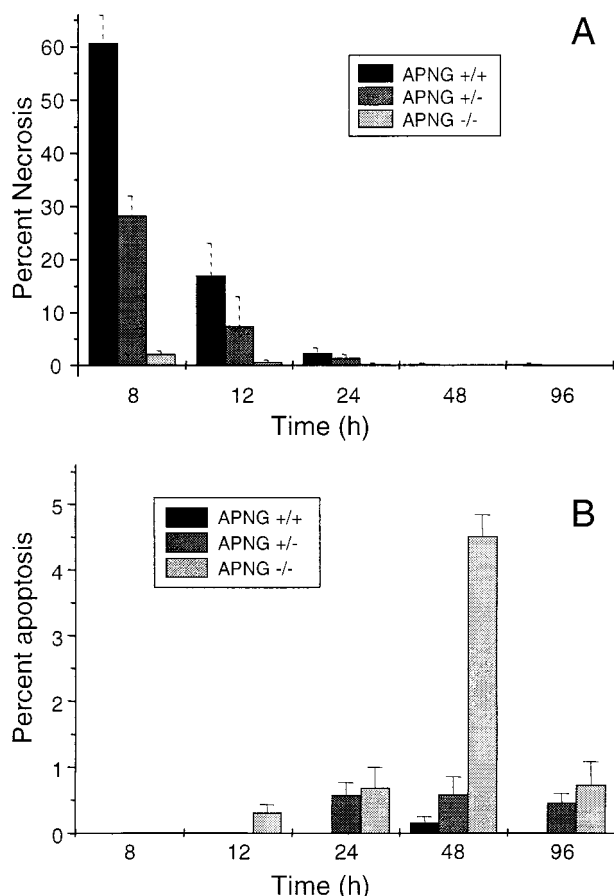 A
60
50
40
30
20
10
0
Percent Necrosis
APNG +/+
APNG +/-
APNG -/-
8 12 24 48 96
Time (h)
B
5
4
3
2
1
0
Percent apoptosis
APNG +/+
APNG +/-
APNG -/-
8 12 24 48 96
Time (h)